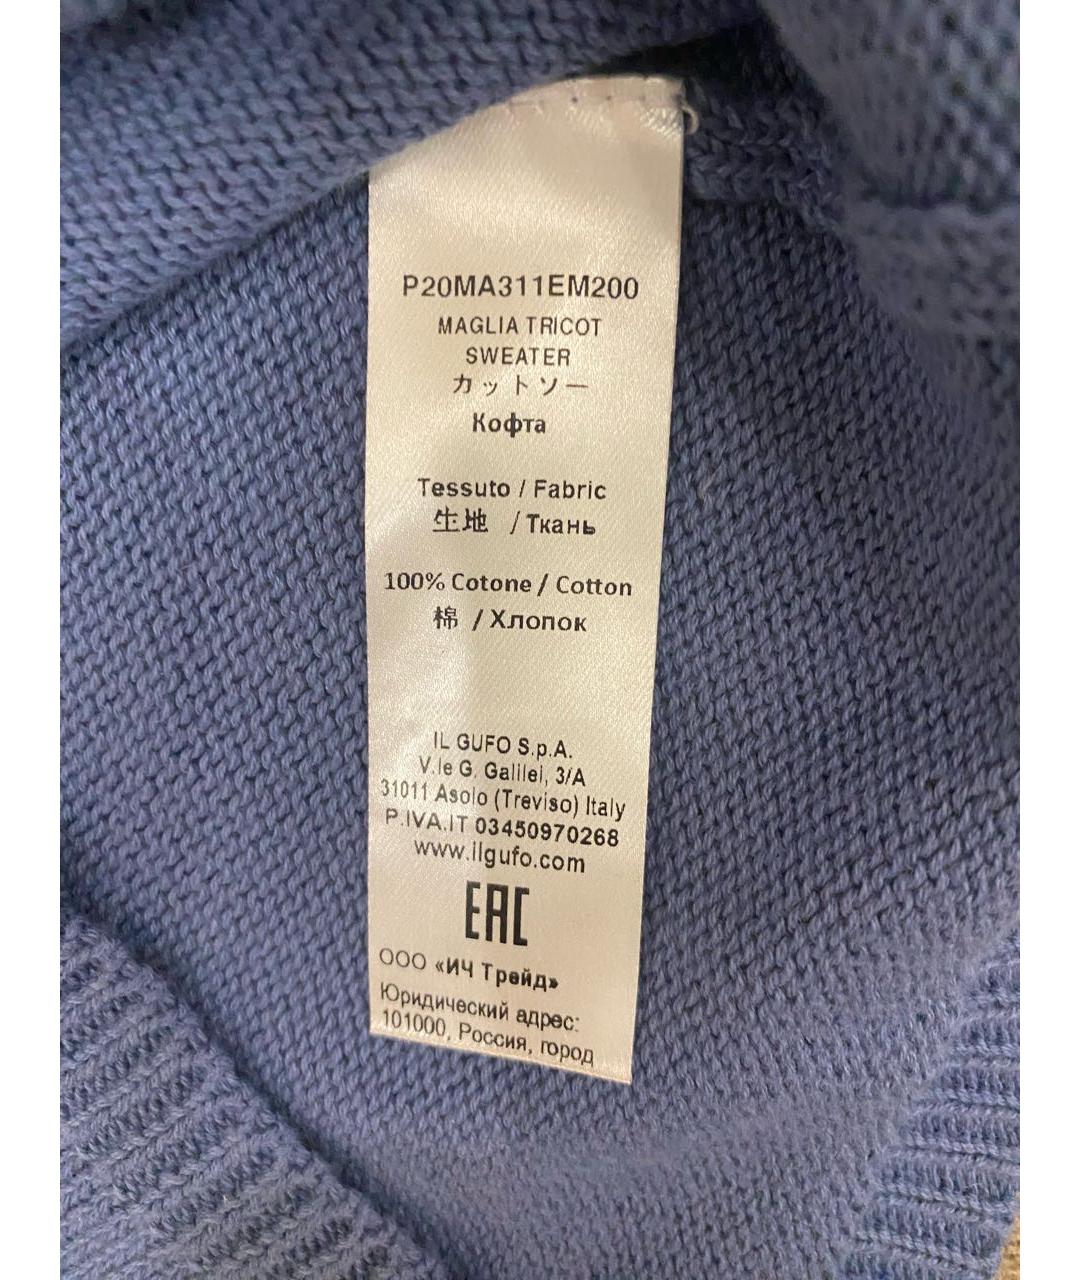 P20MA311EM200
MAGLIA TRICOT
SWEATER
カットソー
Кофта
Tessuto / Fabric
生地 / Ткань
100% Cotone / Cotton
棉 / Хлопок
IL GUFO S.p.A.
V.le G. Galilei, 3/A
31011 Asolo (Treviso) Italy
P.IVA.IT 03450970268
www.ilgufo.com
EAC
ООО «ИЧ Трейд»
Юридический адрес:
101000, Россия, город